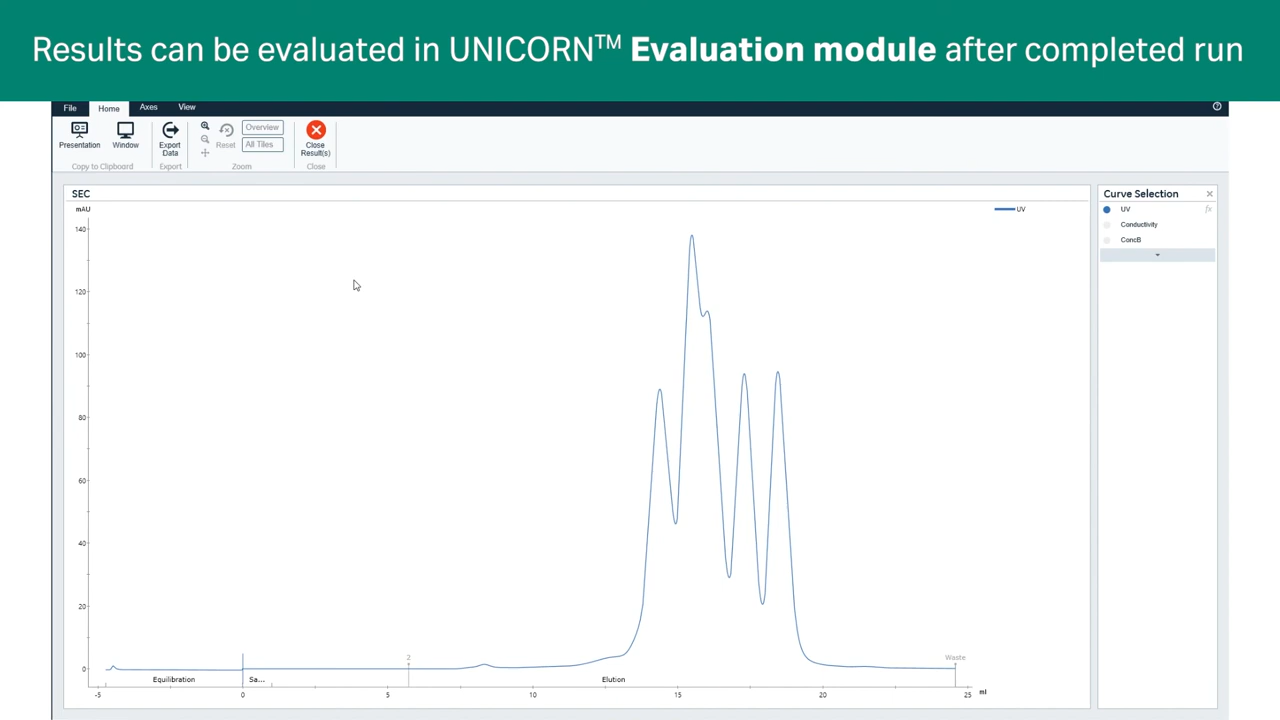 Results can be evaluated in UNICORN™ Evaluation module after completed run
File Home Axes View
Presentation Window Export Data Reset Overview All Tiles Close Result(s)
Copy to Clipboard Export Zoom Close
SEC
mAU
UV
140
120
100
80
60
40
20
0
2
Waste
Equilibration Sa... Elution
-5 0 5 10 15 20 25 ml
Curve Selection
UV fx
Conductivity
ConcB